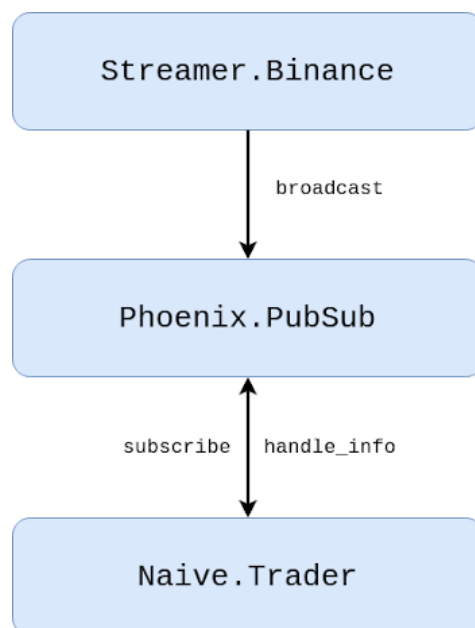 Streamer.Binance
broadcast
Phoenix.PubSub
subscribe handle_info
Naive.Trader